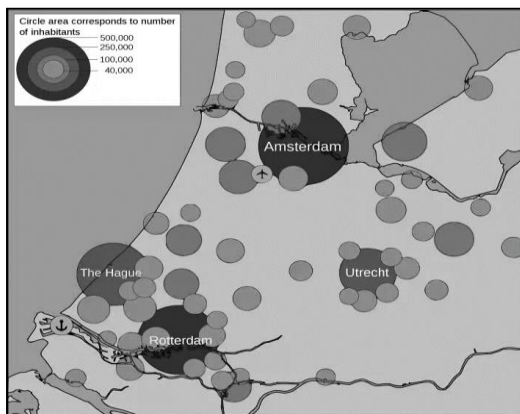 Circle area corresponds to number
of inhabitants
500,000
250,000
100,000
40,000
Amsterdam
The Hague
Utrecht
Rotterdam